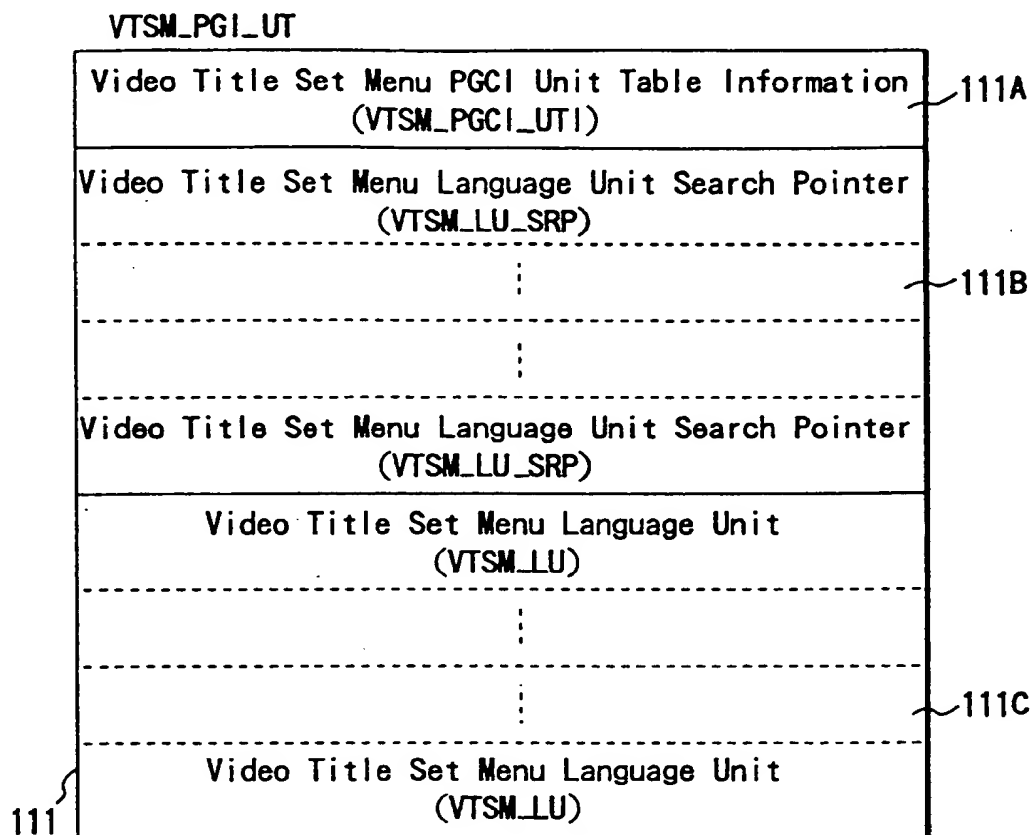 VTSM_PGI_UT
Video Title Set Menu PGCI Unit Table Information
(VTSM_PGCI_UTI)
111A
Video Title Set Menu Language Unit Search Pointer
(VTSM_LU_SRP)
111B
Video Title Set Menu Language Unit Search Pointer
(VTSM_LU_SRP)
Video Title Set Menu Language Unit
(VTSM_LU)
111C
Video Title Set Menu Language Unit
(VTSM_LU)
111